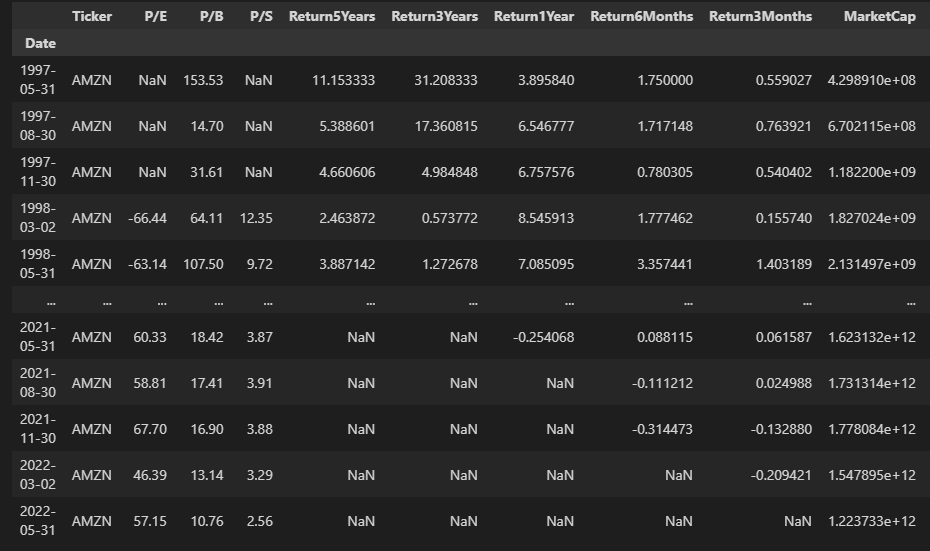 Ticker P/E P/B P/S Return5Years Return3Years Return1Year Return6Months Return3Months MarketCap
Date
1997-05-31 AMZN NaN 153.53 NaN 11.153333 31.208333 3.895840 1.750000 0.559027 4.298910e+08
1997-08-30 AMZN NaN 14.70 NaN 5.388601 17.360815 6.546777 1.717148 0.763921 6.702115e+08
1997-11-30 AMZN NaN 31.61 NaN 4.660606 4.984848 6.757576 0.780305 0.540402 1.182200e+09
1998-03-02 AMZN -66.44 64.11 12.35 2.463872 0.573772 8.545913 1.777462 0.155740 1.827024e+09
1998-05-31 AMZN -63.14 107.50 9.72 3.887142 1.272678 7.085095 3.357441 1.403189 2.131497e+09
... ... ... ... ... ... ... ... ... ... ...
2021-05-31 AMZN 60.33 18.42 3.87 NaN NaN -0.254068 0.088115 0.061587 1.623132e+12
2021-08-30 AMZN 58.81 17.41 3.91 NaN NaN NaN -0.111212 0.024988 1.731314e+12
2021-11-30 AMZN 67.70 16.90 3.88 NaN NaN NaN -0.314473 -0.132880 1.778084e+12
2022-03-02 AMZN 46.39 13.14 3.29 NaN NaN NaN NaN -0.209421 1.547895e+12
2022-05-31 AMZN 57.15 10.76 2.56 NaN NaN NaN NaN NaN 1.223733e+12